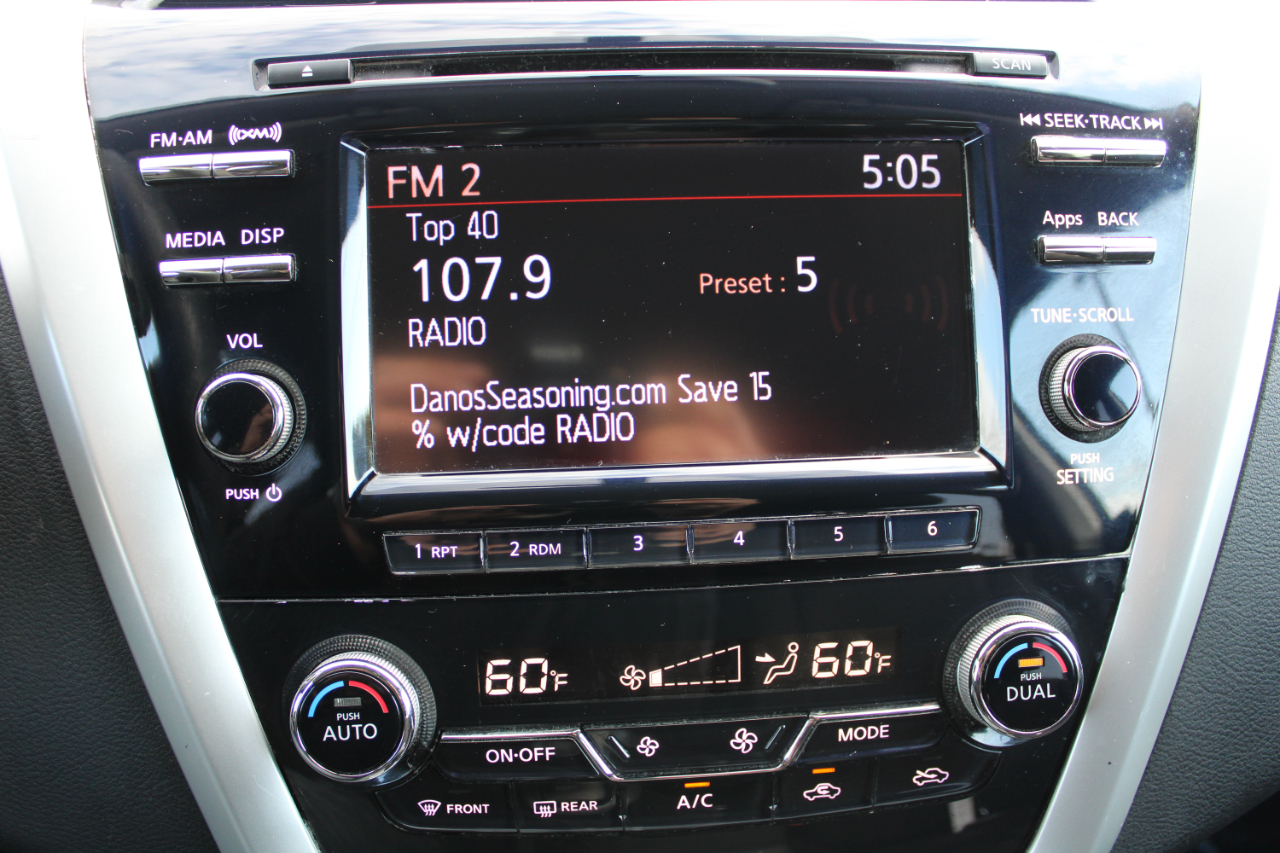 SCAN
FM·AM XM
SEEK·TRACK
FM 2 5:05
Top 40
107.9 Preset : 5
RADIO
DanosSeasoning.com Save 15
% w/code RADIO
MEDIA DISP
Apps BACK
VOL
TUNE·SCROLL
PUSH
PUSH
SETTING
1 RPT 2 RDM 3 4 5 6
60°F 60°F
PUSH
AUTO
PUSH
DUAL
ON·OFF MODE
FRONT REAR A/C